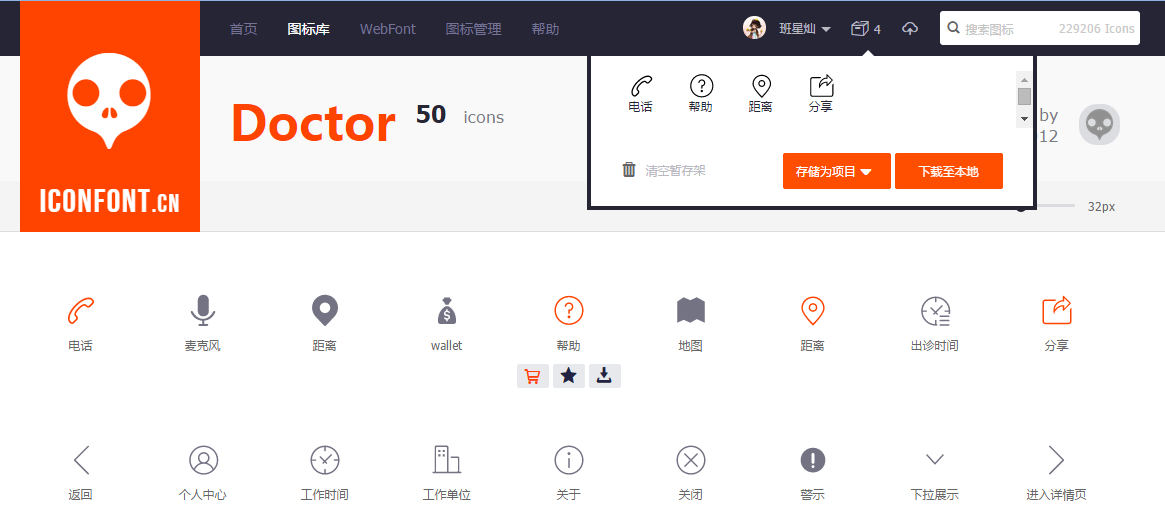 首页 图标库 WebFont 图标管理 帮助 班星灿 4 搜索图标 229206 Icons
ICONFONT.CN
Doctor 50 icons
电话 帮助 距离 分享
by
12
清空暂存架 存储为项目 下载至本地
32px
电话 麦克风 距离 wallet 帮助 地图 距离 出诊时间 分享
返回 个人中心 工作时间 工作单位 关于 关闭 警示 下拉展示 进入详情页